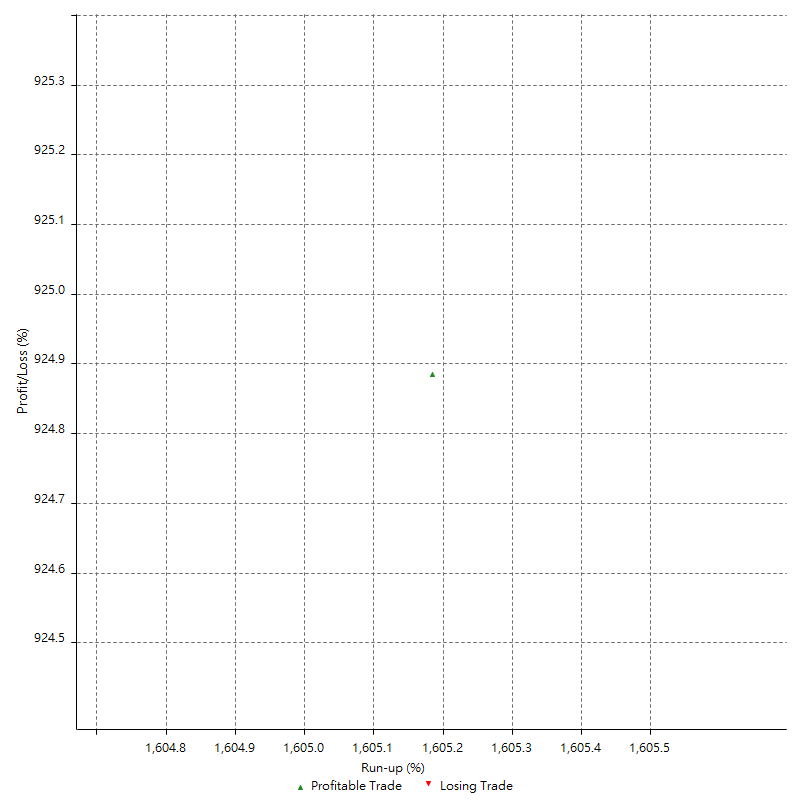 925.3
925.2
925.1
925.0
924.9
924.8
924.7
924.6
924.5
Profit/Loss (%)
1,604.8 1,604.9 1,605.0 1,605.1 1,605.2 1,605.3 1,605.4 1,605.5
Run-up (%)
Profitable Trade Losing Trade